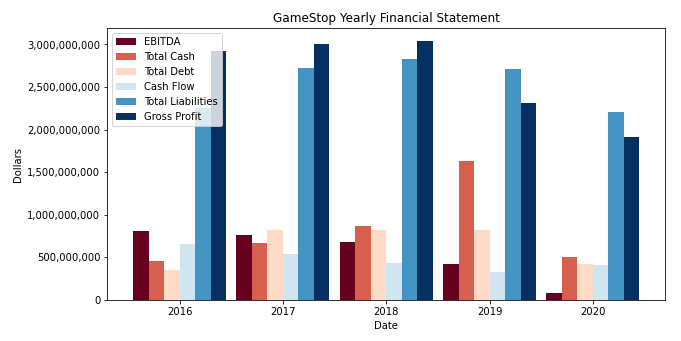 GameStop Yearly Financial Statement
EBITDA
Total Cash
Total Debt
Cash Flow
Total Liabilities
Gross Profit
3,000,000,000
2,500,000,000
2,000,000,000
1,500,000,000
1,000,000,000
500,000,000
0
Dollars
2016 2017 2018 2019 2020
Date